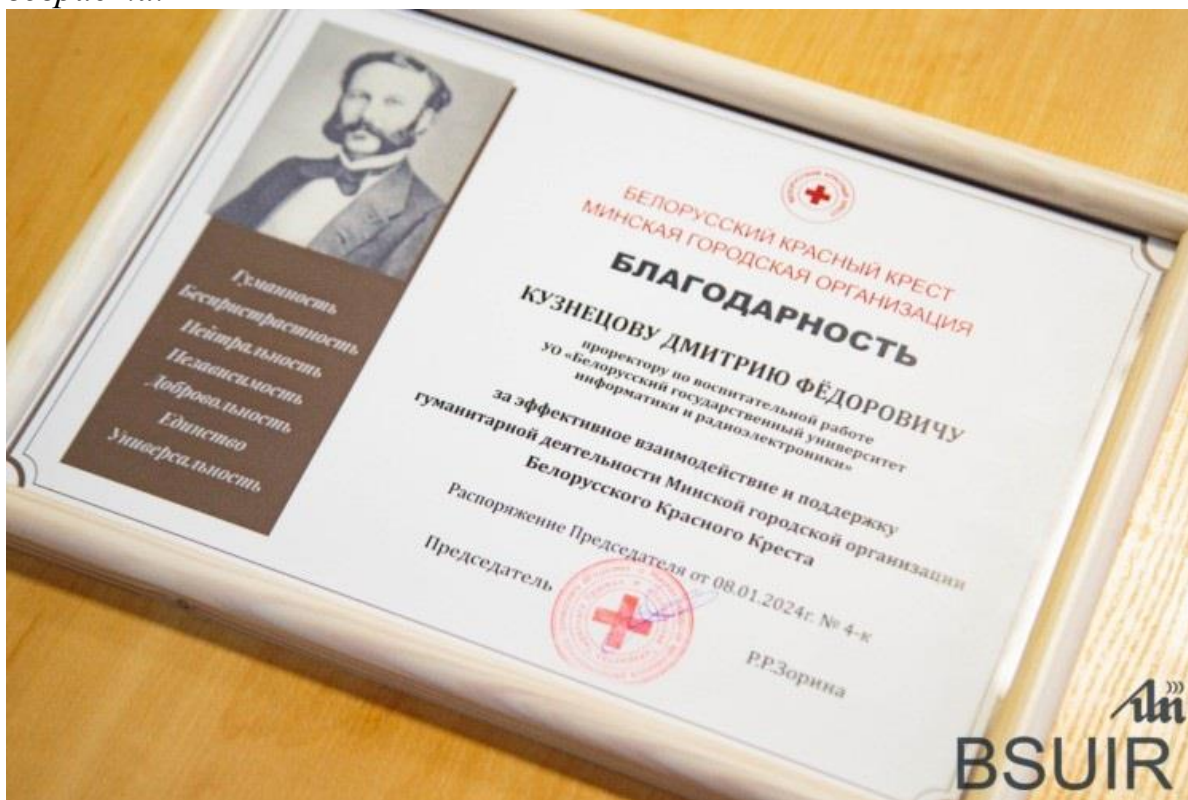 БЕЛОРУССКИЙ КРАСНЫЙ КРЕСТ
МИНСКАЯ ГОРОДСКАЯ ОРГАНИЗАЦИЯ
БЛАГОДАРНОСТЬ
КУЗНЕЦОВУ ДМИТРИЮ ФЁДОРОВИЧУ
проректору по воспитательной работе
УО «Белорусский государственный университет
информатики и радиоэлектроники»
за эффективное взаимодействие и поддержку
гуманитарной деятельности Минской городской организации
Белорусского Красного Креста
Распоряжение Председателя от 08.01.2024г. № 4-к
Председатель
Р.Р.Зорина
Гуманность
Беспристрастность
Нейтральность
Независимость
Добровольность
Единство
Универсальность
BSUIR